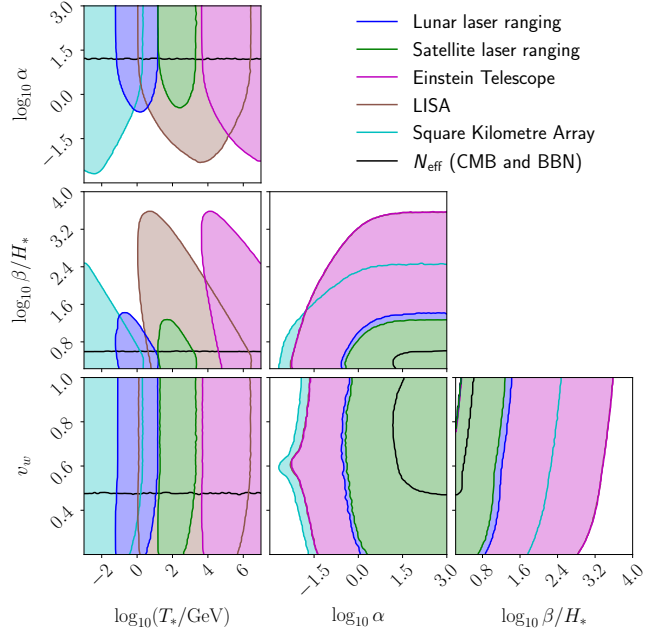 3.0
1.5
0.0
−1.5
log₁₀ α
Lunar laser ranging
Satellite laser ranging
Einstein Telescope
LISA
Square Kilometre Array
N_eff (CMB and BBN)
4.0
3.2
2.4
1.6
0.8
log₁₀ β/H_*
1.0
0.8
0.6
0.4
v_w
−2 0 2 4 6
−1.5 0.0 1.5 3.0
0.8 1.6 2.4 3.2 4.0
log₁₀(T_*/GeV)
log₁₀ α
log₁₀ β/H_*